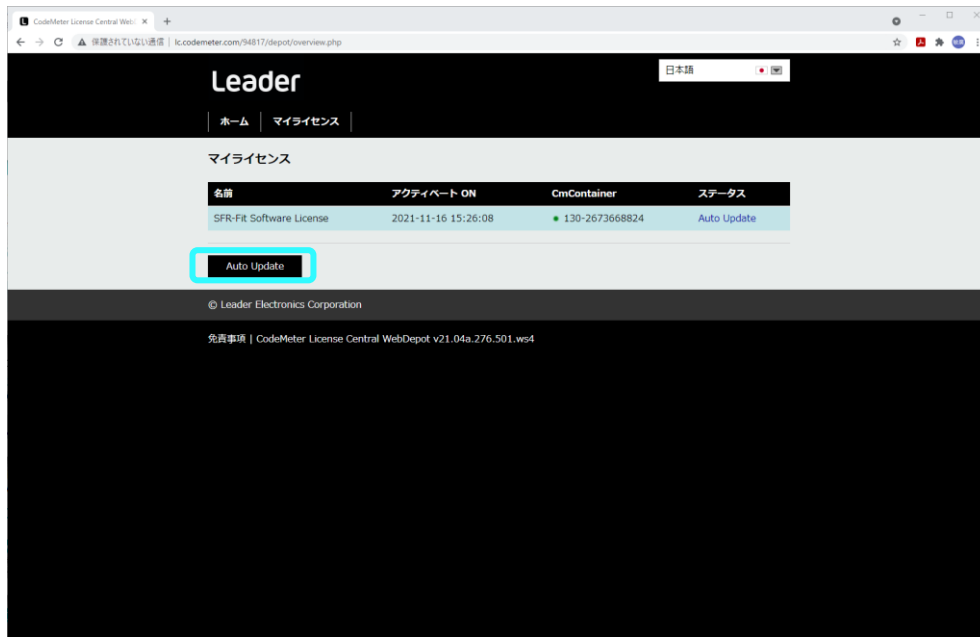 CodeMeter License Central WebD
保護されていない通信 | lc.codemeter.com/94817/depot/overview.php
Leader
日本語
ホーム マイライセンス
マイライセンス
名前 アクティベート ON CmContainer ステータス
SFR-Fit Software License 2021-11-16 15:26:08 130-2673668824 Auto Update
Auto Update
© Leader Electronics Corporation
免責事項 | CodeMeter License Central WebDepot v21.04a.276.501.ws4